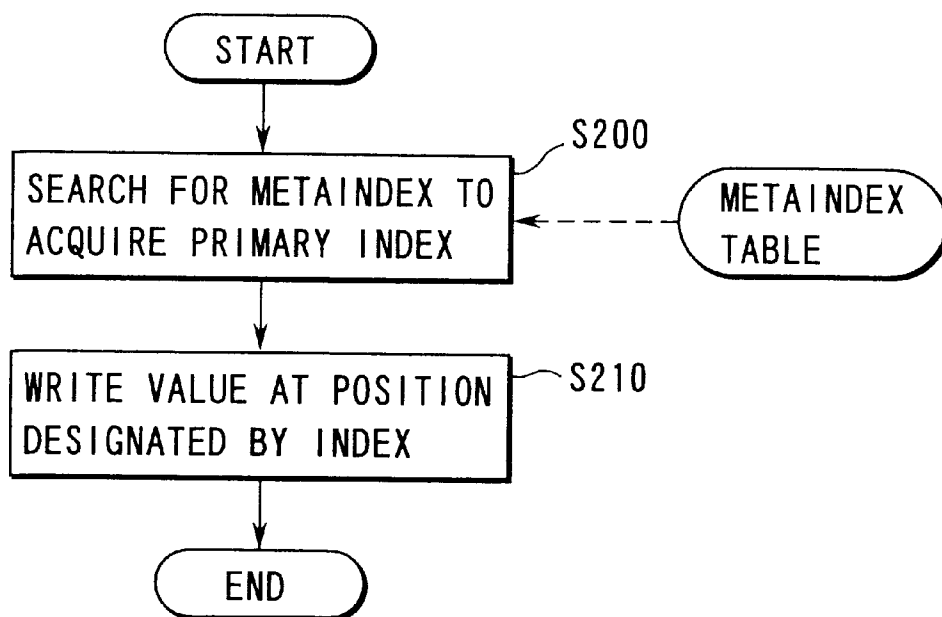 START
S200
SEARCH FOR METAINDEX TO
ACQUIRE PRIMARY INDEX
METAINDEX
TABLE
S210
WRITE VALUE AT POSITION
DESIGNATED BY INDEX
END